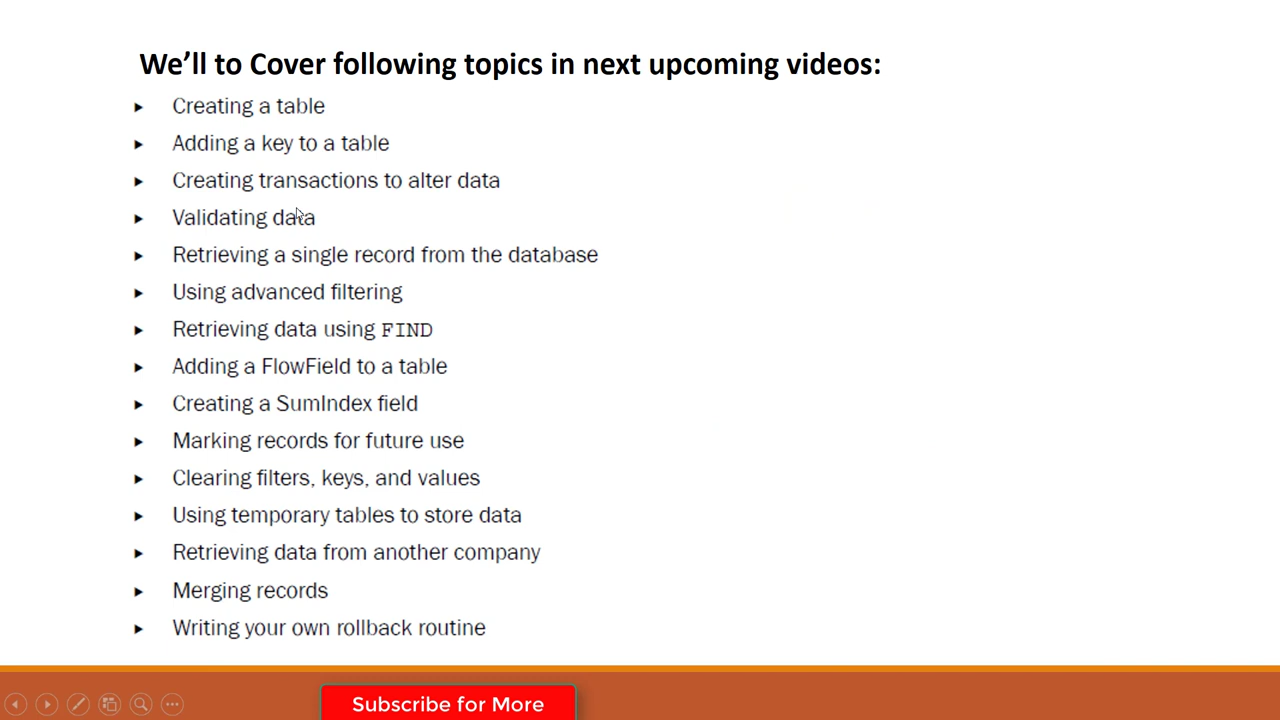 We’ll to Cover following topics in next upcoming videos:
Creating a table
Adding a key to a table
Creating transactions to alter data
Validating data
Retrieving a single record from the database
Using advanced filtering
Retrieving data using FIND
Adding a FlowField to a table
Creating a SumIndex field
Marking records for future use
Clearing filters, keys, and values
Using temporary tables to store data
Retrieving data from another company
Merging records
Writing your own rollback routine
Subscribe for More